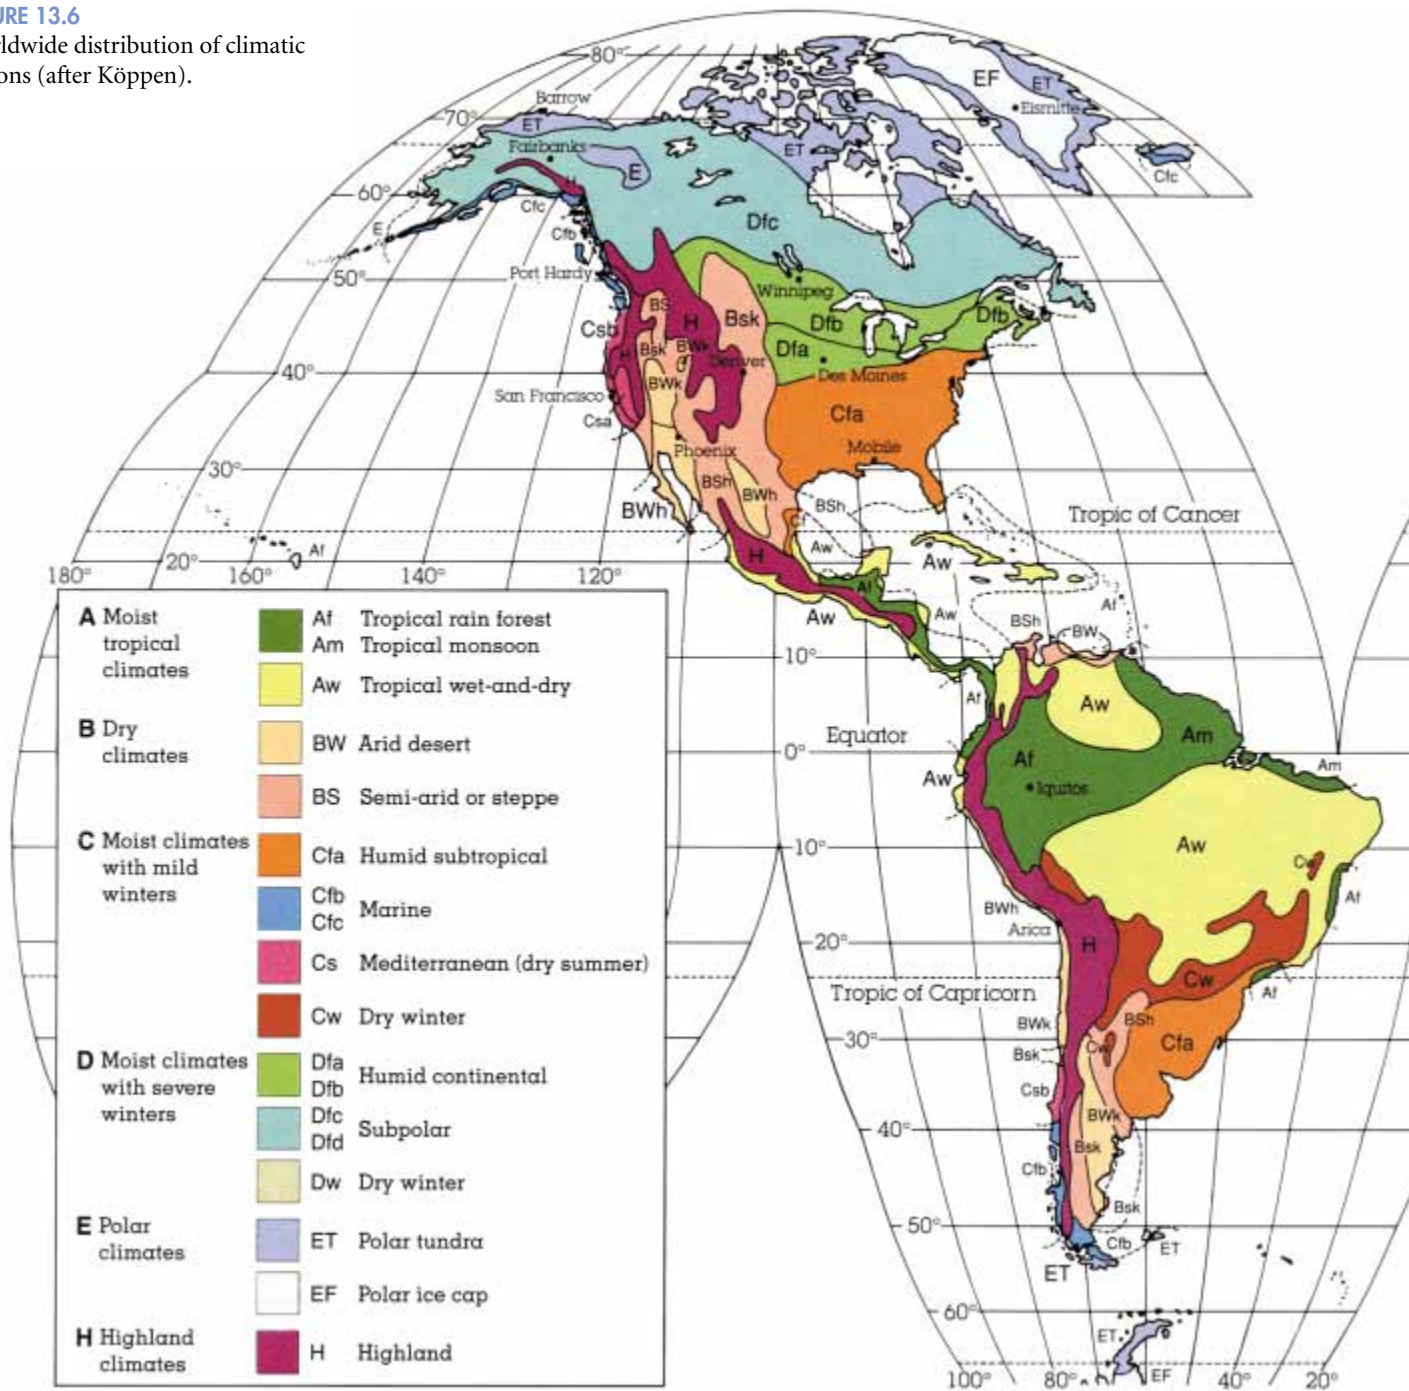 URE 13.6
rldwide distribution of climatic
ons (after Köppen).
80°
Barrow
70°
ET
Fairbanks
EF
ET
Eismitte
ET
Cfc
E
H
60°
Cfc
E
Cfb
Dfc
Port Hardy
50°
Winnipeg
BS
Csb
H
Bsk
Dfb
Dfb
H
Bsk
BWk
Denver
Dfa
Des Moines
40°
BWk
San Francisco
Csa
Cfa
Mobile
Phoenix
30°
BSh
BWh
BWh
BSh
Cf
Tropic of Cancer
Af
Aw
Aw
H
20°
180°
160°
140°
120°
Af
Af
Aw
Aw
BSh
BW
10°
Af
Aw
Equator
0°
Af
Am
Am
Aw
Iquitos
10°
Aw
Cw
Af
BWh
Arica
20°
H
Cw
Af
Tropic of Capricorn
BWk
BSh
30°
Bsk
Cw
Cfa
Csb
BWk
40°
Bsk
Cfb
Bsk
50°
Cfb
ET
ET
60°
ET
EF
100°
80°
40°
20°
A Moist
tropical
climates
Af Tropical rain forest
Am Tropical monsoon
Aw Tropical wet-and-dry
B Dry
climates
BW Arid desert
BS Semi-arid or steppe
C Moist climates
with mild
winters
Cfa Humid subtropical
Cfb
Cfc
Marine
Cs Mediterranean (dry summer)
Cw Dry winter
D Moist climates
with severe
winters
Dfa
Dfb
Humid continental
Dfc
Dfd
Subpolar
Dw Dry winter
E Polar
climates
ET Polar tundra
EF Polar ice cap
H Highland
climates
H Highland